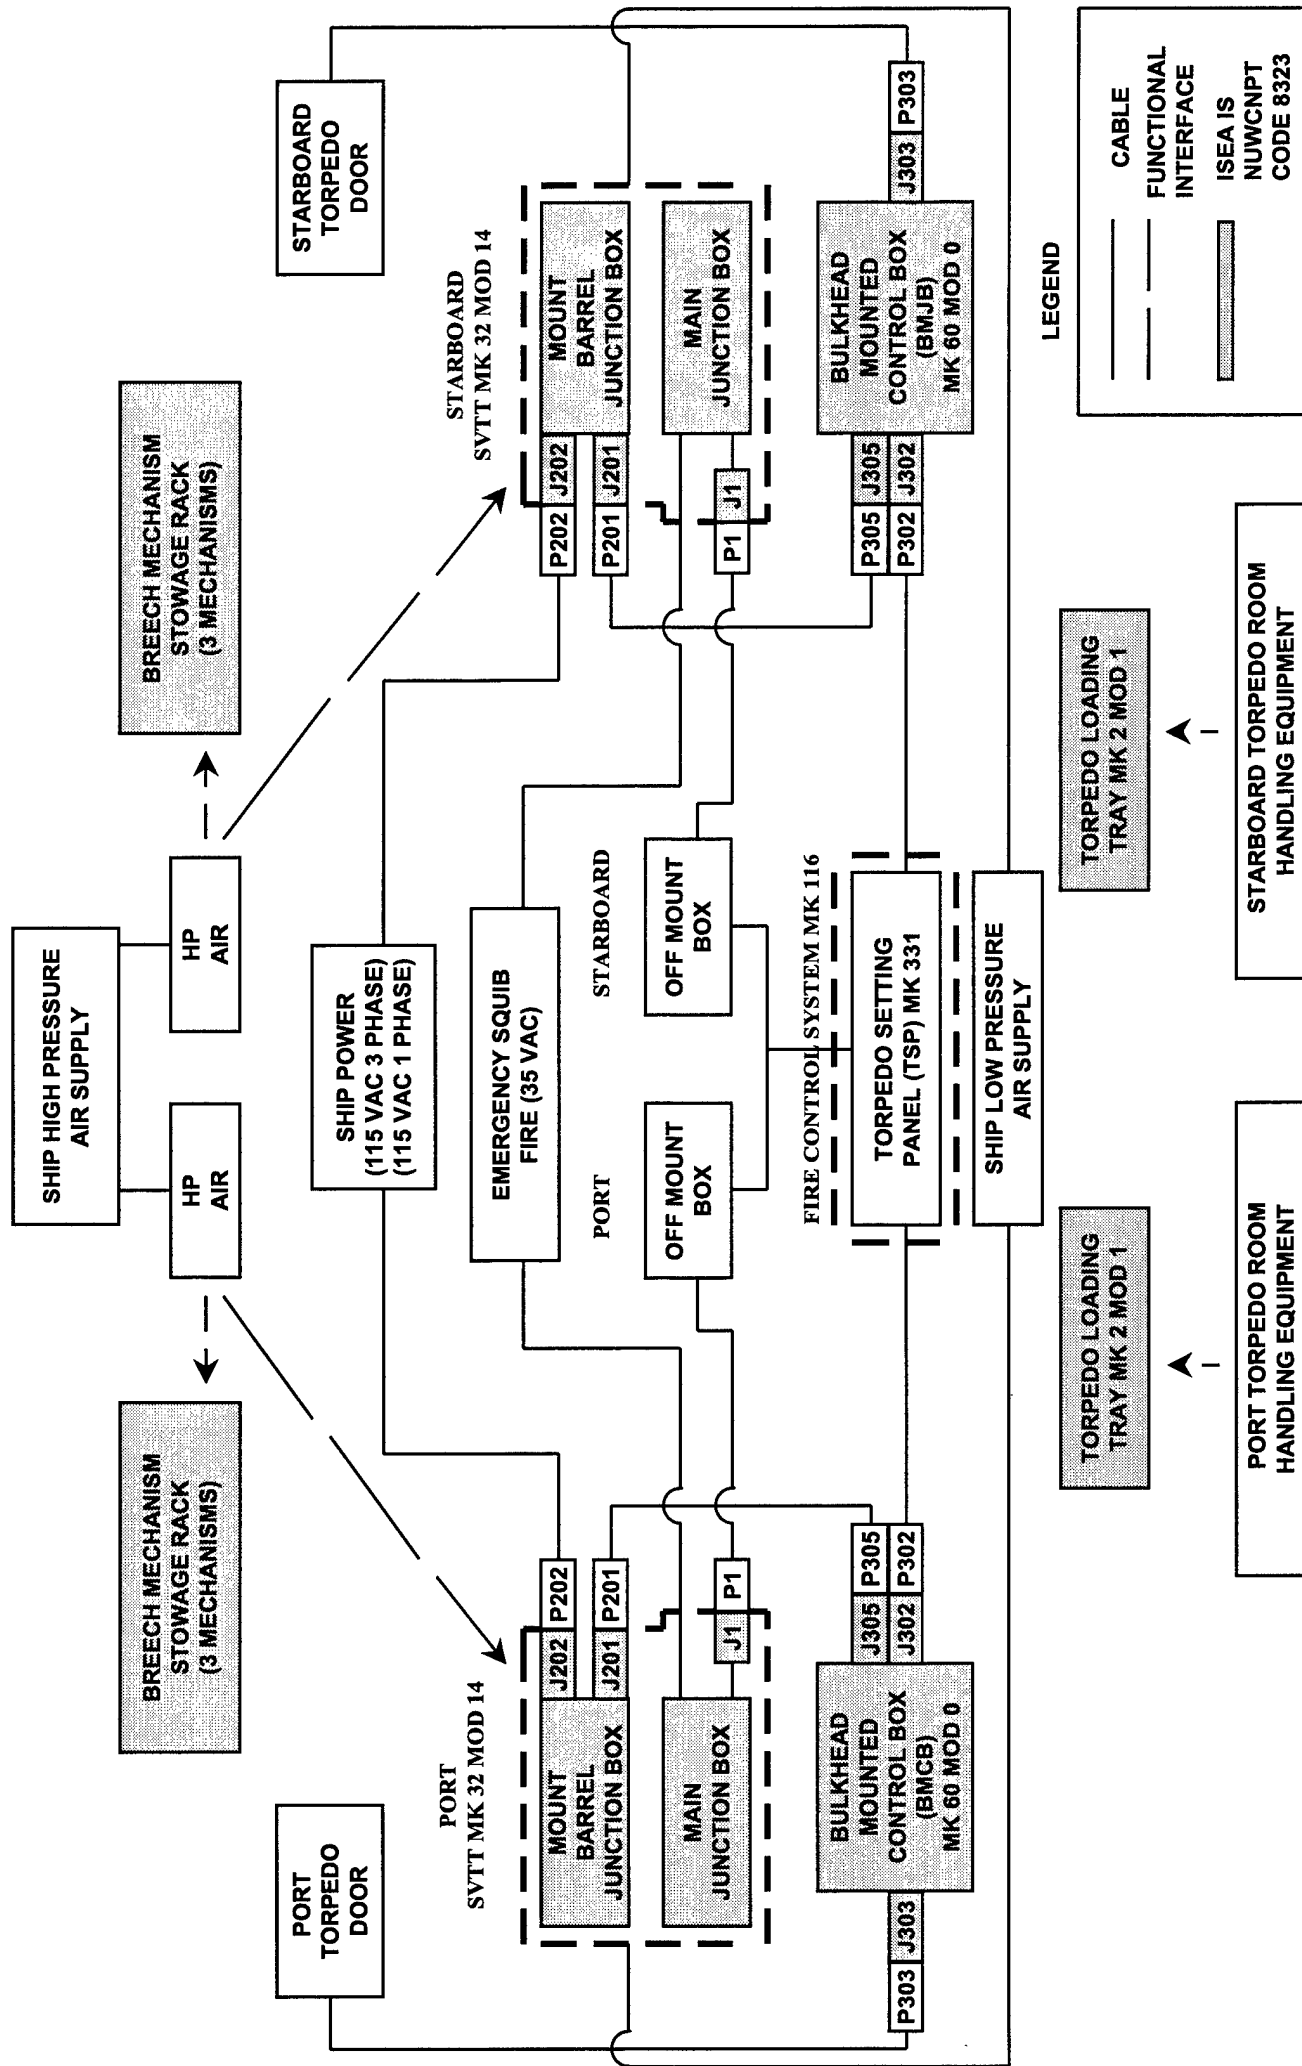 SHIP HIGH PRESSURE
AIR SUPPLY
HP
AIR
HP
AIR
BREECH MECHANISM
STOWAGE RACK
(3 MECHANISMS)
BREECH MECHANISM
STOWAGE RACK
(3 MECHANISMS)
PORT
TORPEDO
DOOR
SHIP POWER
(115 VAC 3 PHASE)
(115 VAC 1 PHASE)
STARBOARD
TORPEDO
DOOR
PORT
SVTT MK 32 MOD 14
MOUNT
BARREL
JUNCTION BOX
J202
P202
J201
P201
MAIN
JUNCTION BOX
J1
P1
EMERGENCY SQUIB
FIRE (35 VAC)
STARBOARD
SVTT MK 32 MOD 14
P202
J202
P201
J201
MOUNT
BARREL
JUNCTION BOX
P1
J1
MAIN
JUNCTION BOX
PORT
OFF MOUNT
BOX
STARBOARD
OFF MOUNT
BOX
FIRE CONTROL SYSTEM MK 116
TORPEDO SETTING
PANEL (TSP) MK 331
P303
J303
BULKHEAD
MOUNTED
CONTROL BOX
(BMCB)
MK 60 MOD 0
J305
P305
J302
P302
P305
J305
P302
J302
BULKHEAD
MOUNTED
CONTROL BOX
(BMJB)
MK 60 MOD 0
J303
P303
SHIP LOW PRESSURE
AIR SUPPLY
TORPEDO LOADING
TRAY MK 2 MOD 1
TORPEDO LOADING
TRAY MK 2 MOD 1
PORT TORPEDO ROOM
HANDLING EQUIPMENT
STARBOARD TORPEDO ROOM
HANDLING EQUIPMENT
LEGEND
CABLE
FUNCTIONAL
INTERFACE
ISEA IS
NUWCNPT
CODE 8323